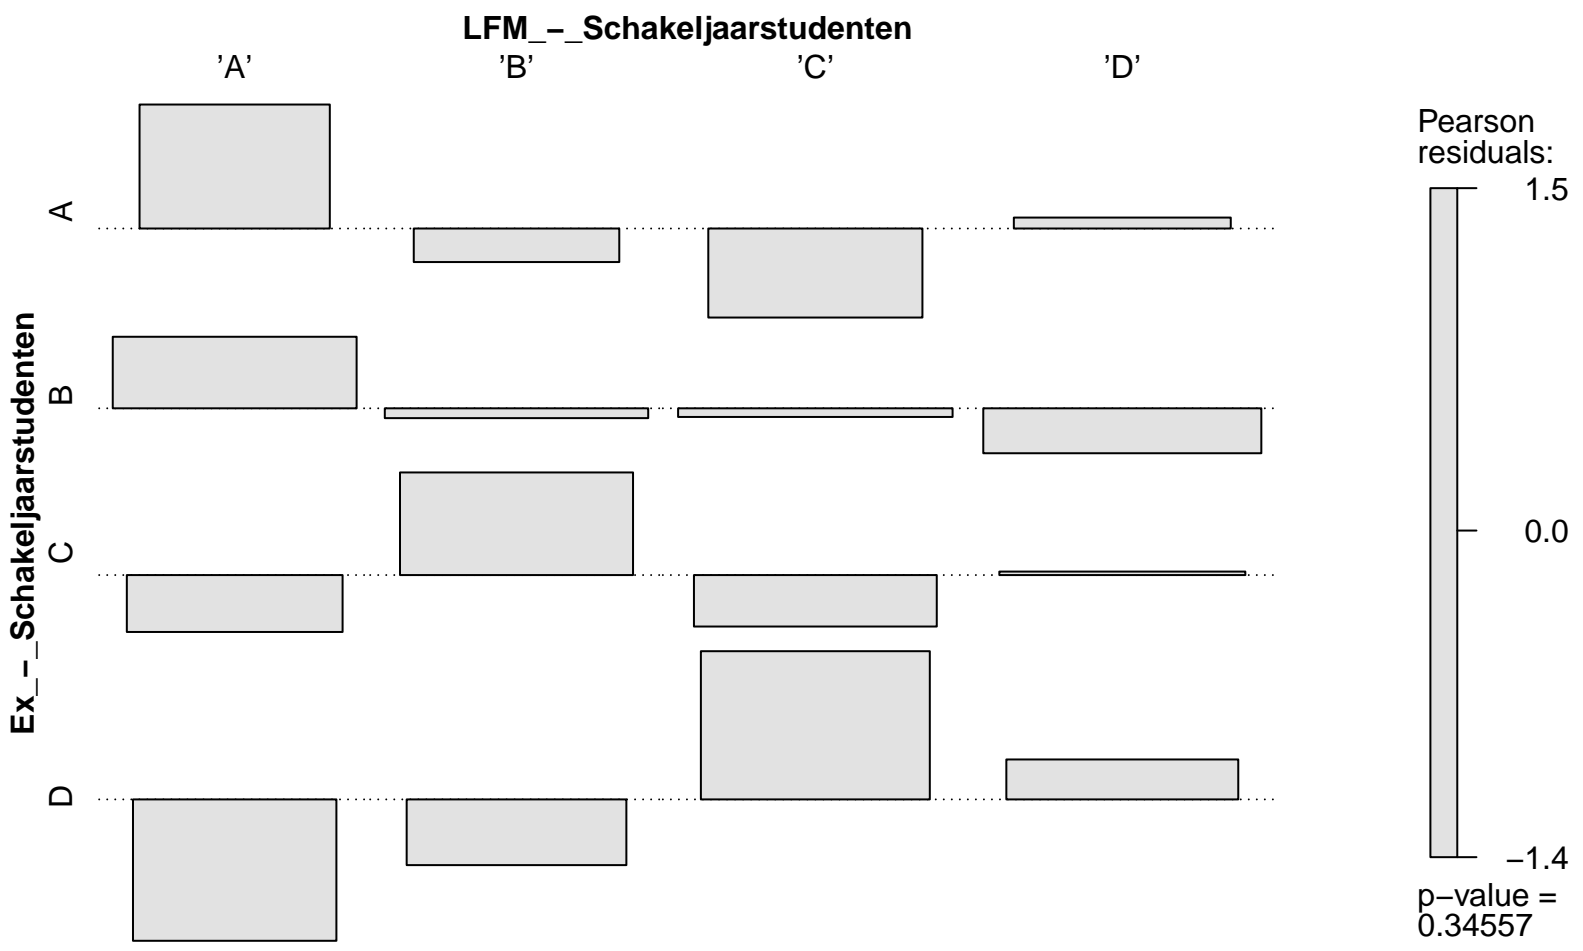 LFM_−_Schakeljaarstudenten
’A’ ’B’ ’C’ ’D’
Ex_−_Schakeljaarstudenten
A
B
C
D
Pearson
residuals:
1.5
0.0
−1.4
p−value =
0.34557